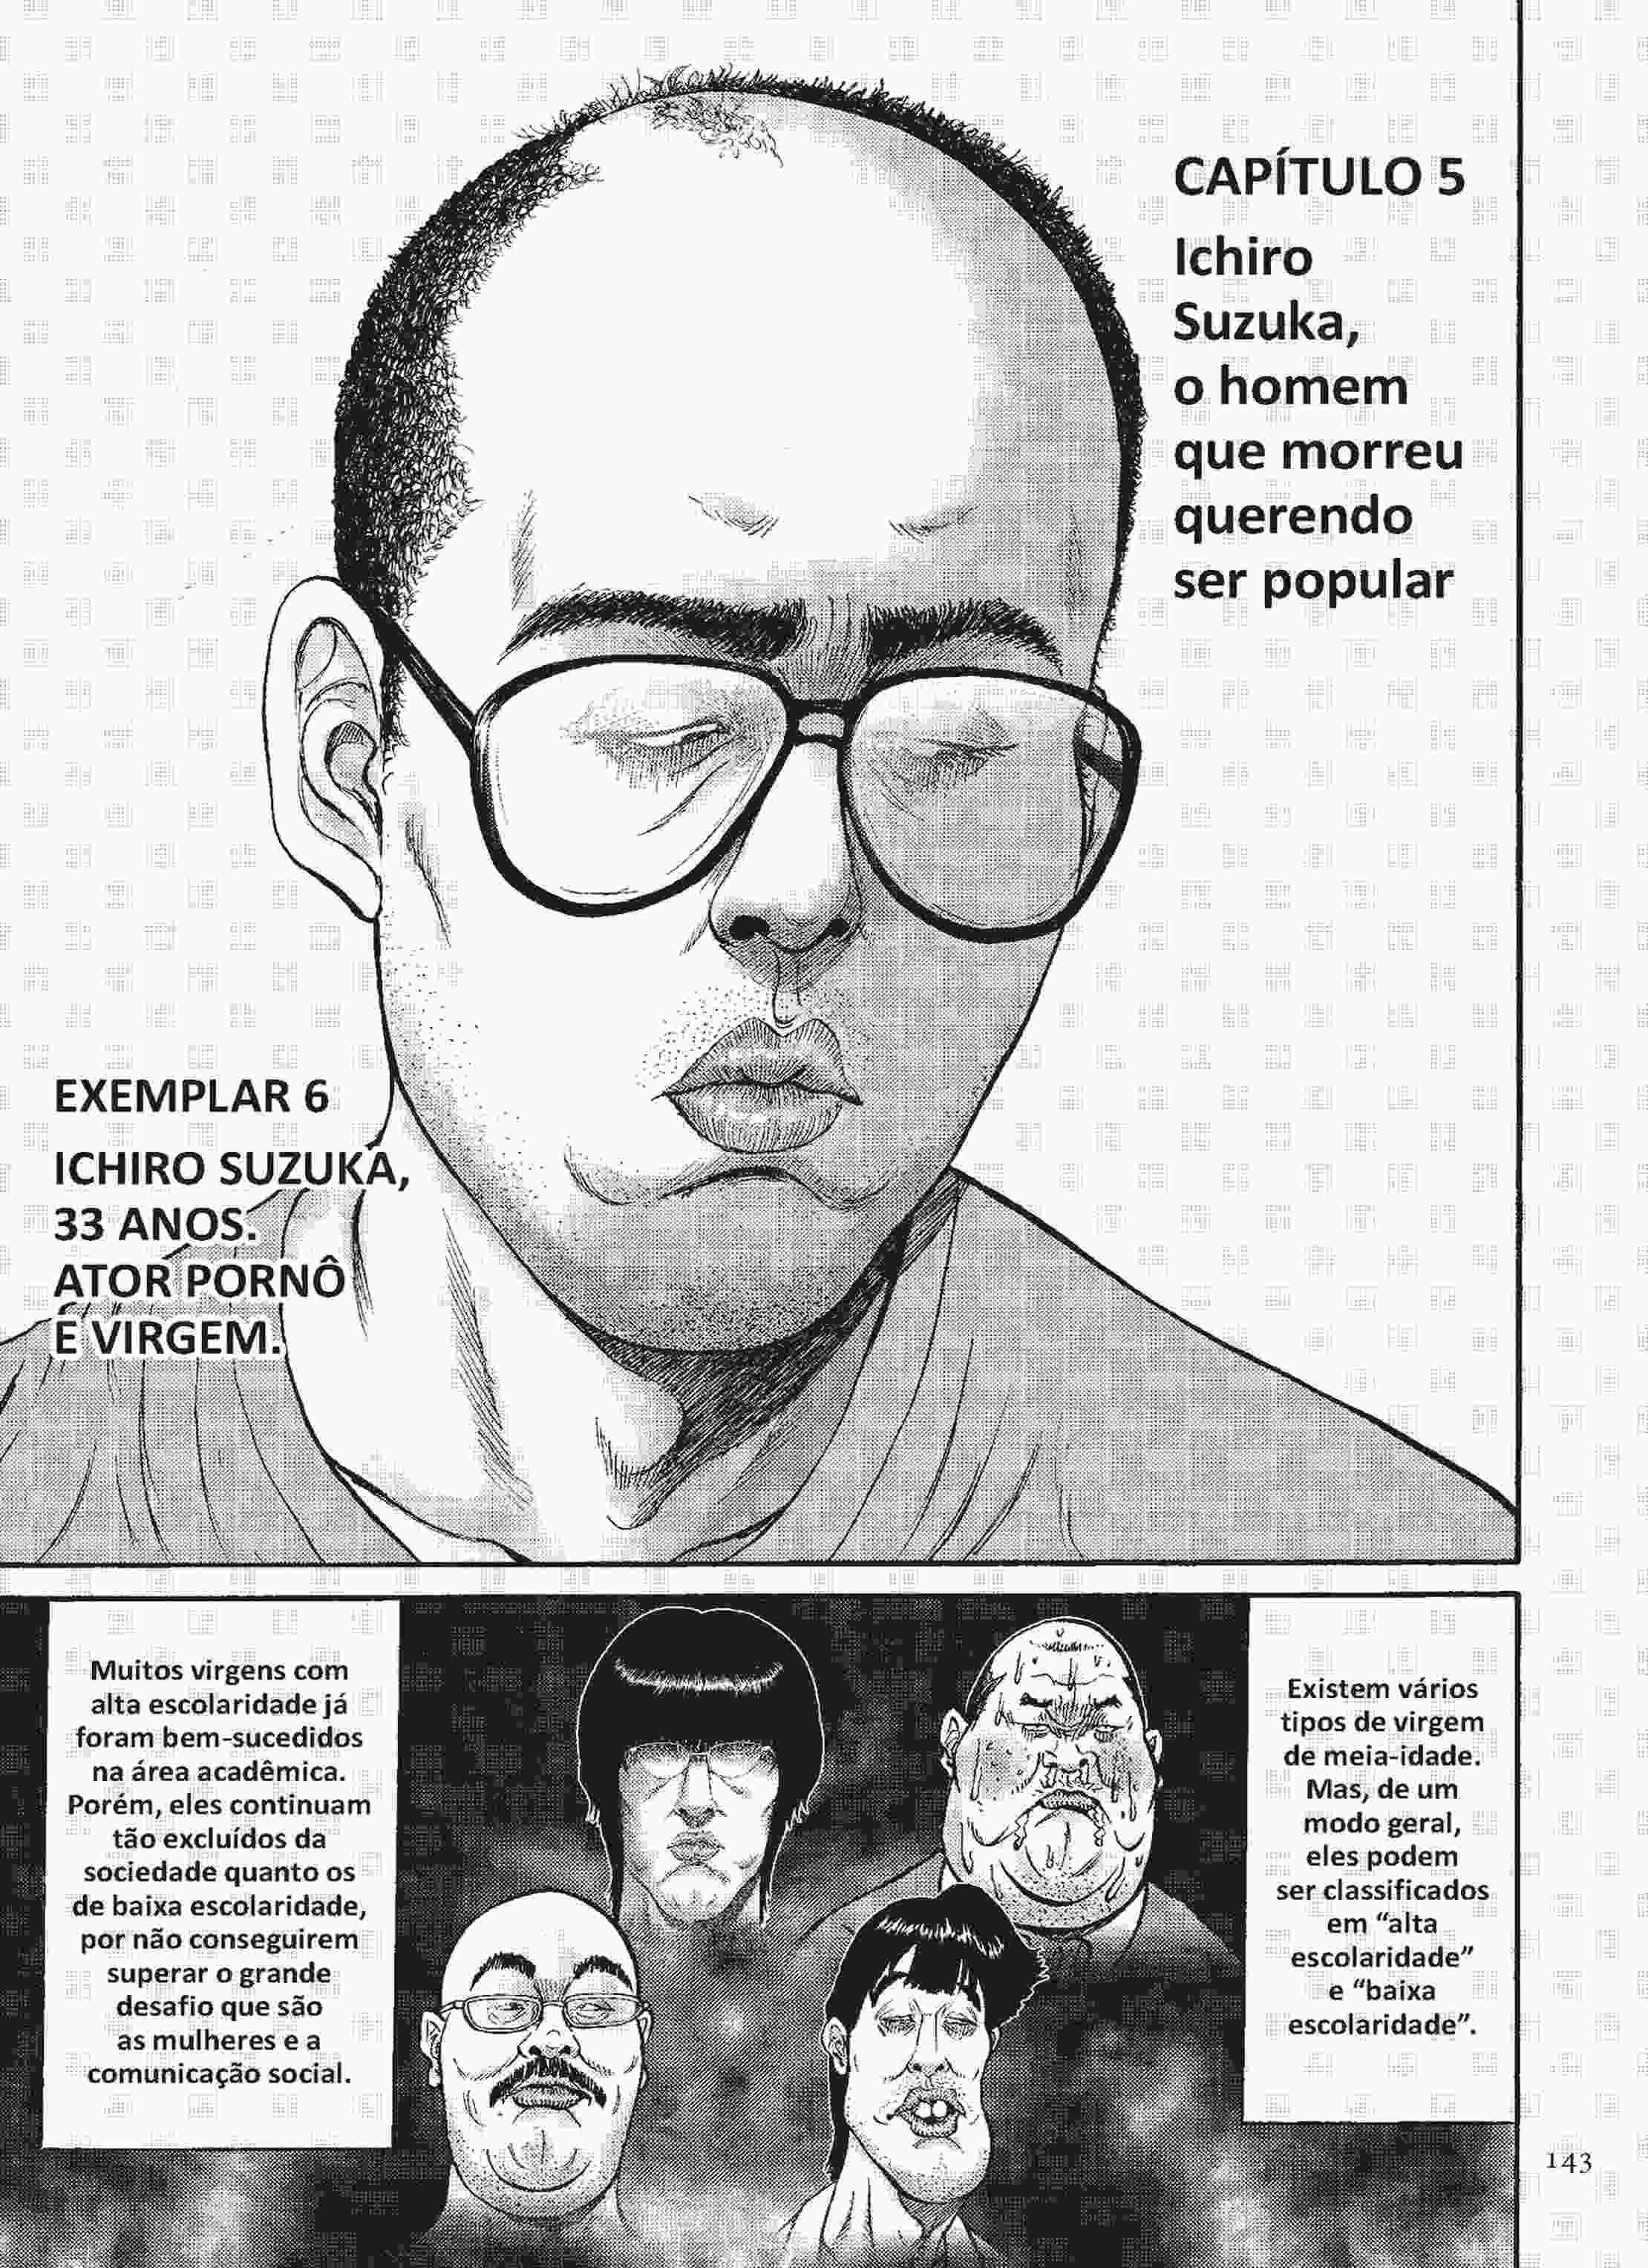 CAPÍTULO 5
Ichiro
Suzuka,
o homem
que morreu
querendo
ser popular
EXEMPLAR 6
ICHIRO SUZUKA,
33 ANOS.
ATOR PORNÔ
E VIRGEM.
Existem vários
tipos de virgem
de meia-idade.
Mas, de um
modo geral,
eles podem
ser classificados
em “alta
escolaridade”
e “baixa
escolaridade”.
Muitos virgens com
alta escolaridade já
foram bem-sucedidos
na área acadêmica.
Porém, eles continuam
tão excluídos da
sociedade quanto os
de baixa escolaridade,
por não conseguirem
superar o grande
desafio que são
as mulheres e a
comunicação social.
143